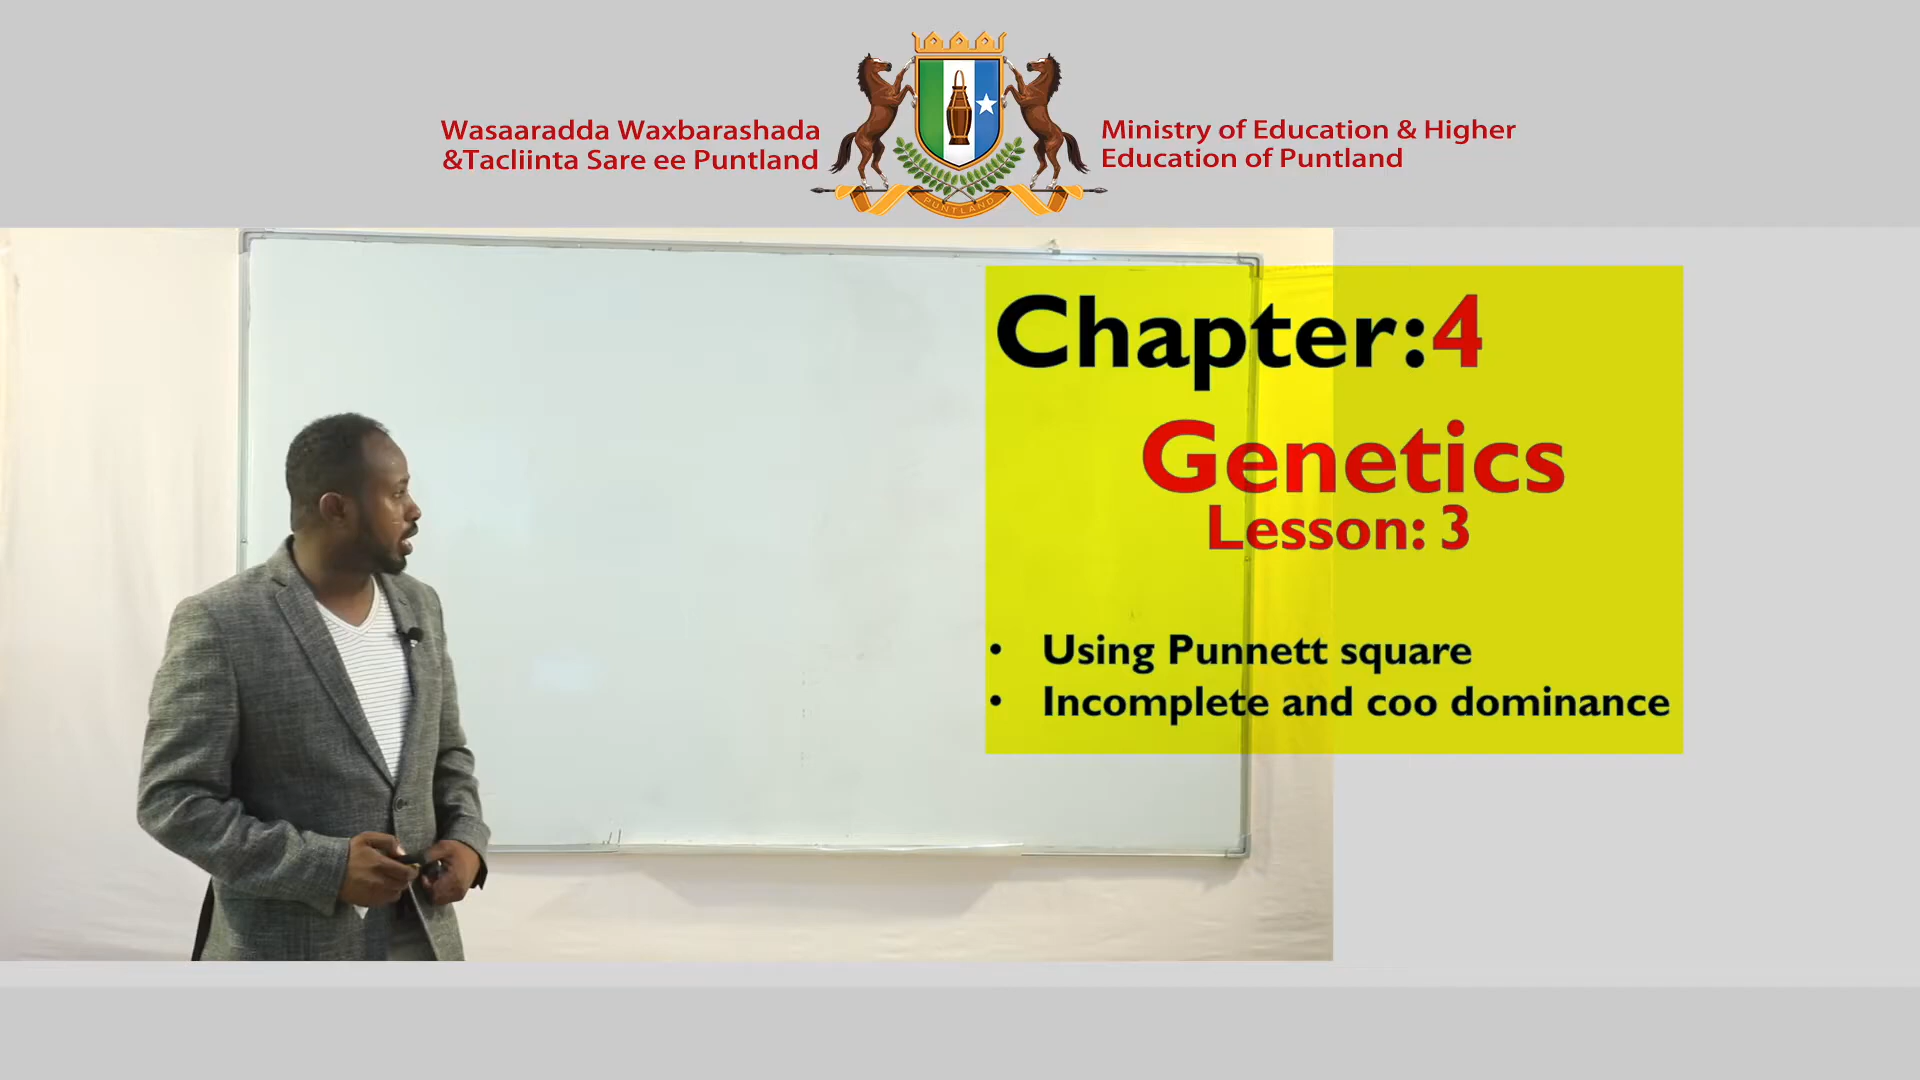 Wasaaradda Waxbarashada
&Tacliinta Sare ee Puntland
Ministry of Education & Higher
Education of Puntland
PUNTLAND
Chapter:4
Genetics
Lesson: 3
• Using Punnett square
• Incomplete and coo dominance